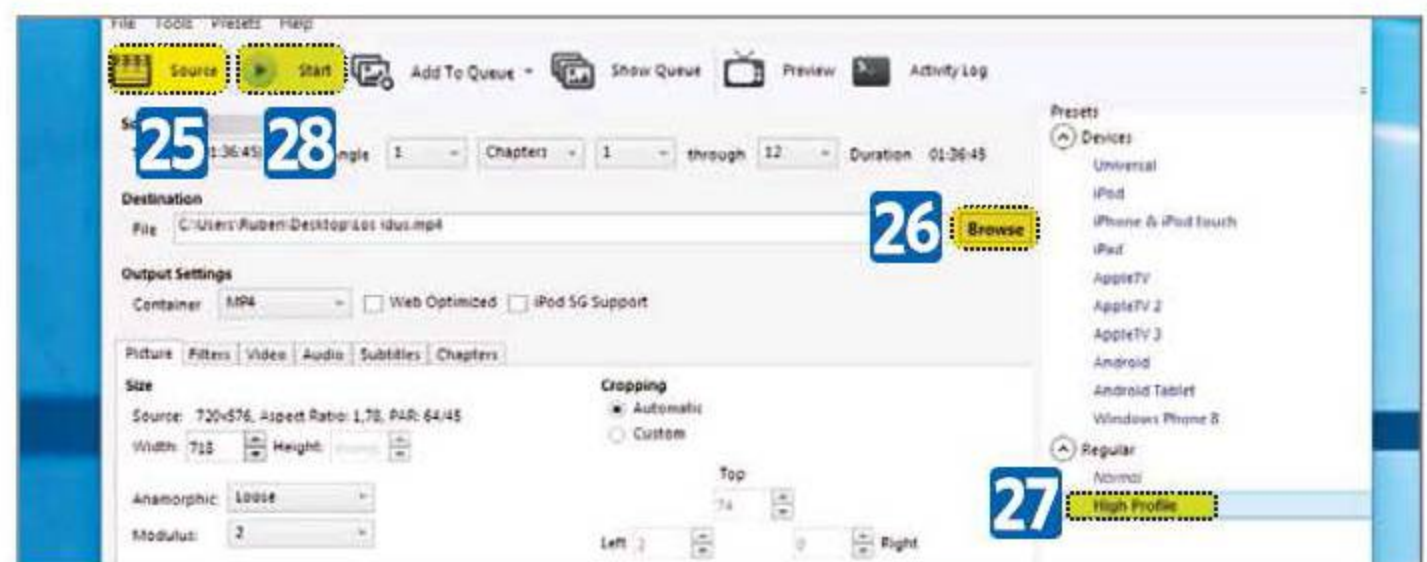 File Tools Presets Help
Source Start Add To Queue Show Queue Preview Activity Log
25 28
1:36:45) 1 Chapters 1 through 12 Duration 01:36:45
Destination
File C:\Users\Ruben\Desktop\Los idus.mp4 26 Browse
Output Settings
Container MP4 Web Optimized iPod 5G Support
Picture Filters Video Audio Subtitles Chapters
Size
Source: 720x576, Aspect Ratio: 1,78, PAR: 64/45
Width: 718 Height:
Anamorphic: Loose
Modulus: 2
Cropping
Automatic
Custom
Top
74
Left 2 0 Right
Presets
Devices
Universal
iPod
iPhone & iPod touch
iPad
AppleTV
AppleTV 2
AppleTV 3
Android
Android Tablet
Windows Phone 8
Regular
Normal
27 High Profile